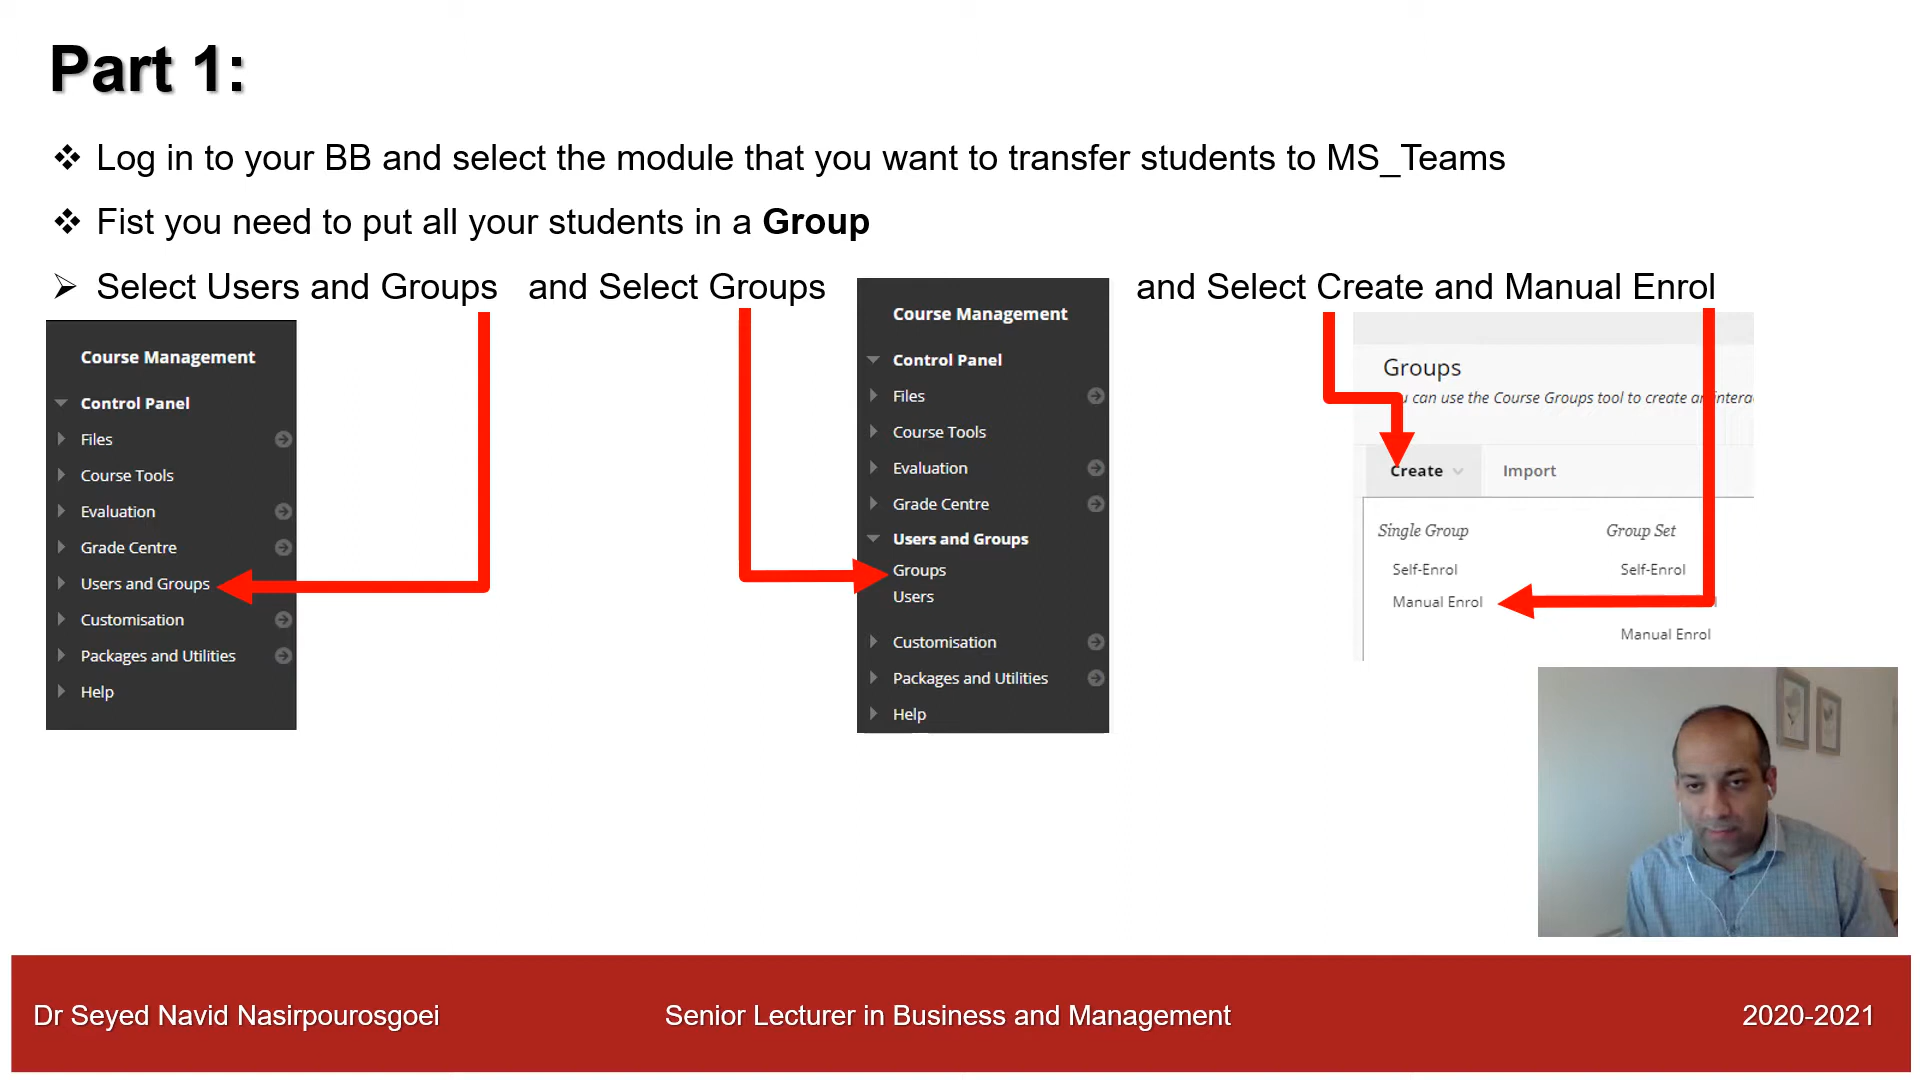 Part 1:
Log in to your BB and select the module that you want to transfer students to MS_Teams
Fist you need to put all your students in a Group
Select Users and Groups and Select Groups and Select Create and Manual Enrol
Course Management
Control Panel
Files
Course Tools
Evaluation
Grade Centre
Users and Groups
Customisation
Packages and Utilities
Help
Course Management
Control Panel
Files
Course Tools
Evaluation
Grade Centre
Users and Groups
Groups
Users
Customisation
Packages and Utilities
Help
Groups
can use the Course Groups tool to create an
Create Import
Single Group Group Set
Self-Enrol Self-Enrol
Manual Enrol
Manual Enrol
Dr Seyed Navid Nasirpourosgoei Senior Lecturer in Business and Management 2020-2021